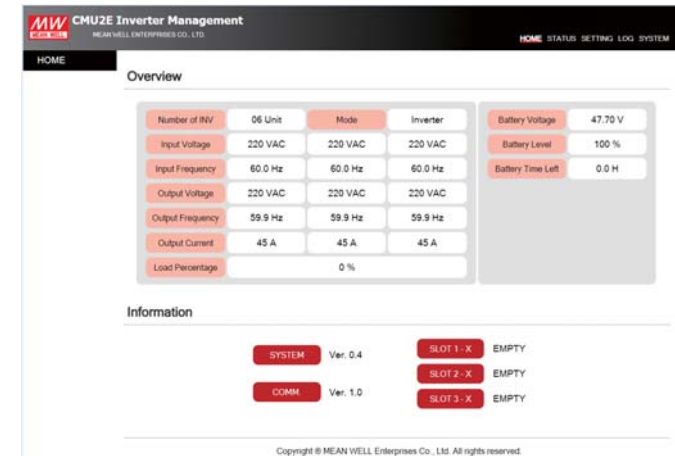 MW
MEAN WELL
CMU2E Inverter Management
MEAN WELL ENTERPRISES CO., LTD.
HOME STATUS SETTING LOG SYSTEM
HOME
Overview
Number of INV 06 Unit Mode Inverter Battery Voltage 47.70 V
Input Voltage 220 VAC 220 VAC 220 VAC Battery Level 100 %
Input Frequency 60.0 Hz 60.0 Hz 60.0 Hz Battery Time Left 0.0 H
Output Voltage 220 VAC 220 VAC 220 VAC
Output Frequency 59.9 Hz 59.9 Hz 59.9 Hz
Output Current 45 A 45 A 45 A
Load Percentage 0 %
Information
SYSTEM Ver. 0.4
COMM. Ver. 1.0
SLOT 1 - X EMPTY
SLOT 2 - X EMPTY
SLOT 3 - X EMPTY
Copyright © MEAN WELL Enterprises Co., Ltd. All rights reserved.